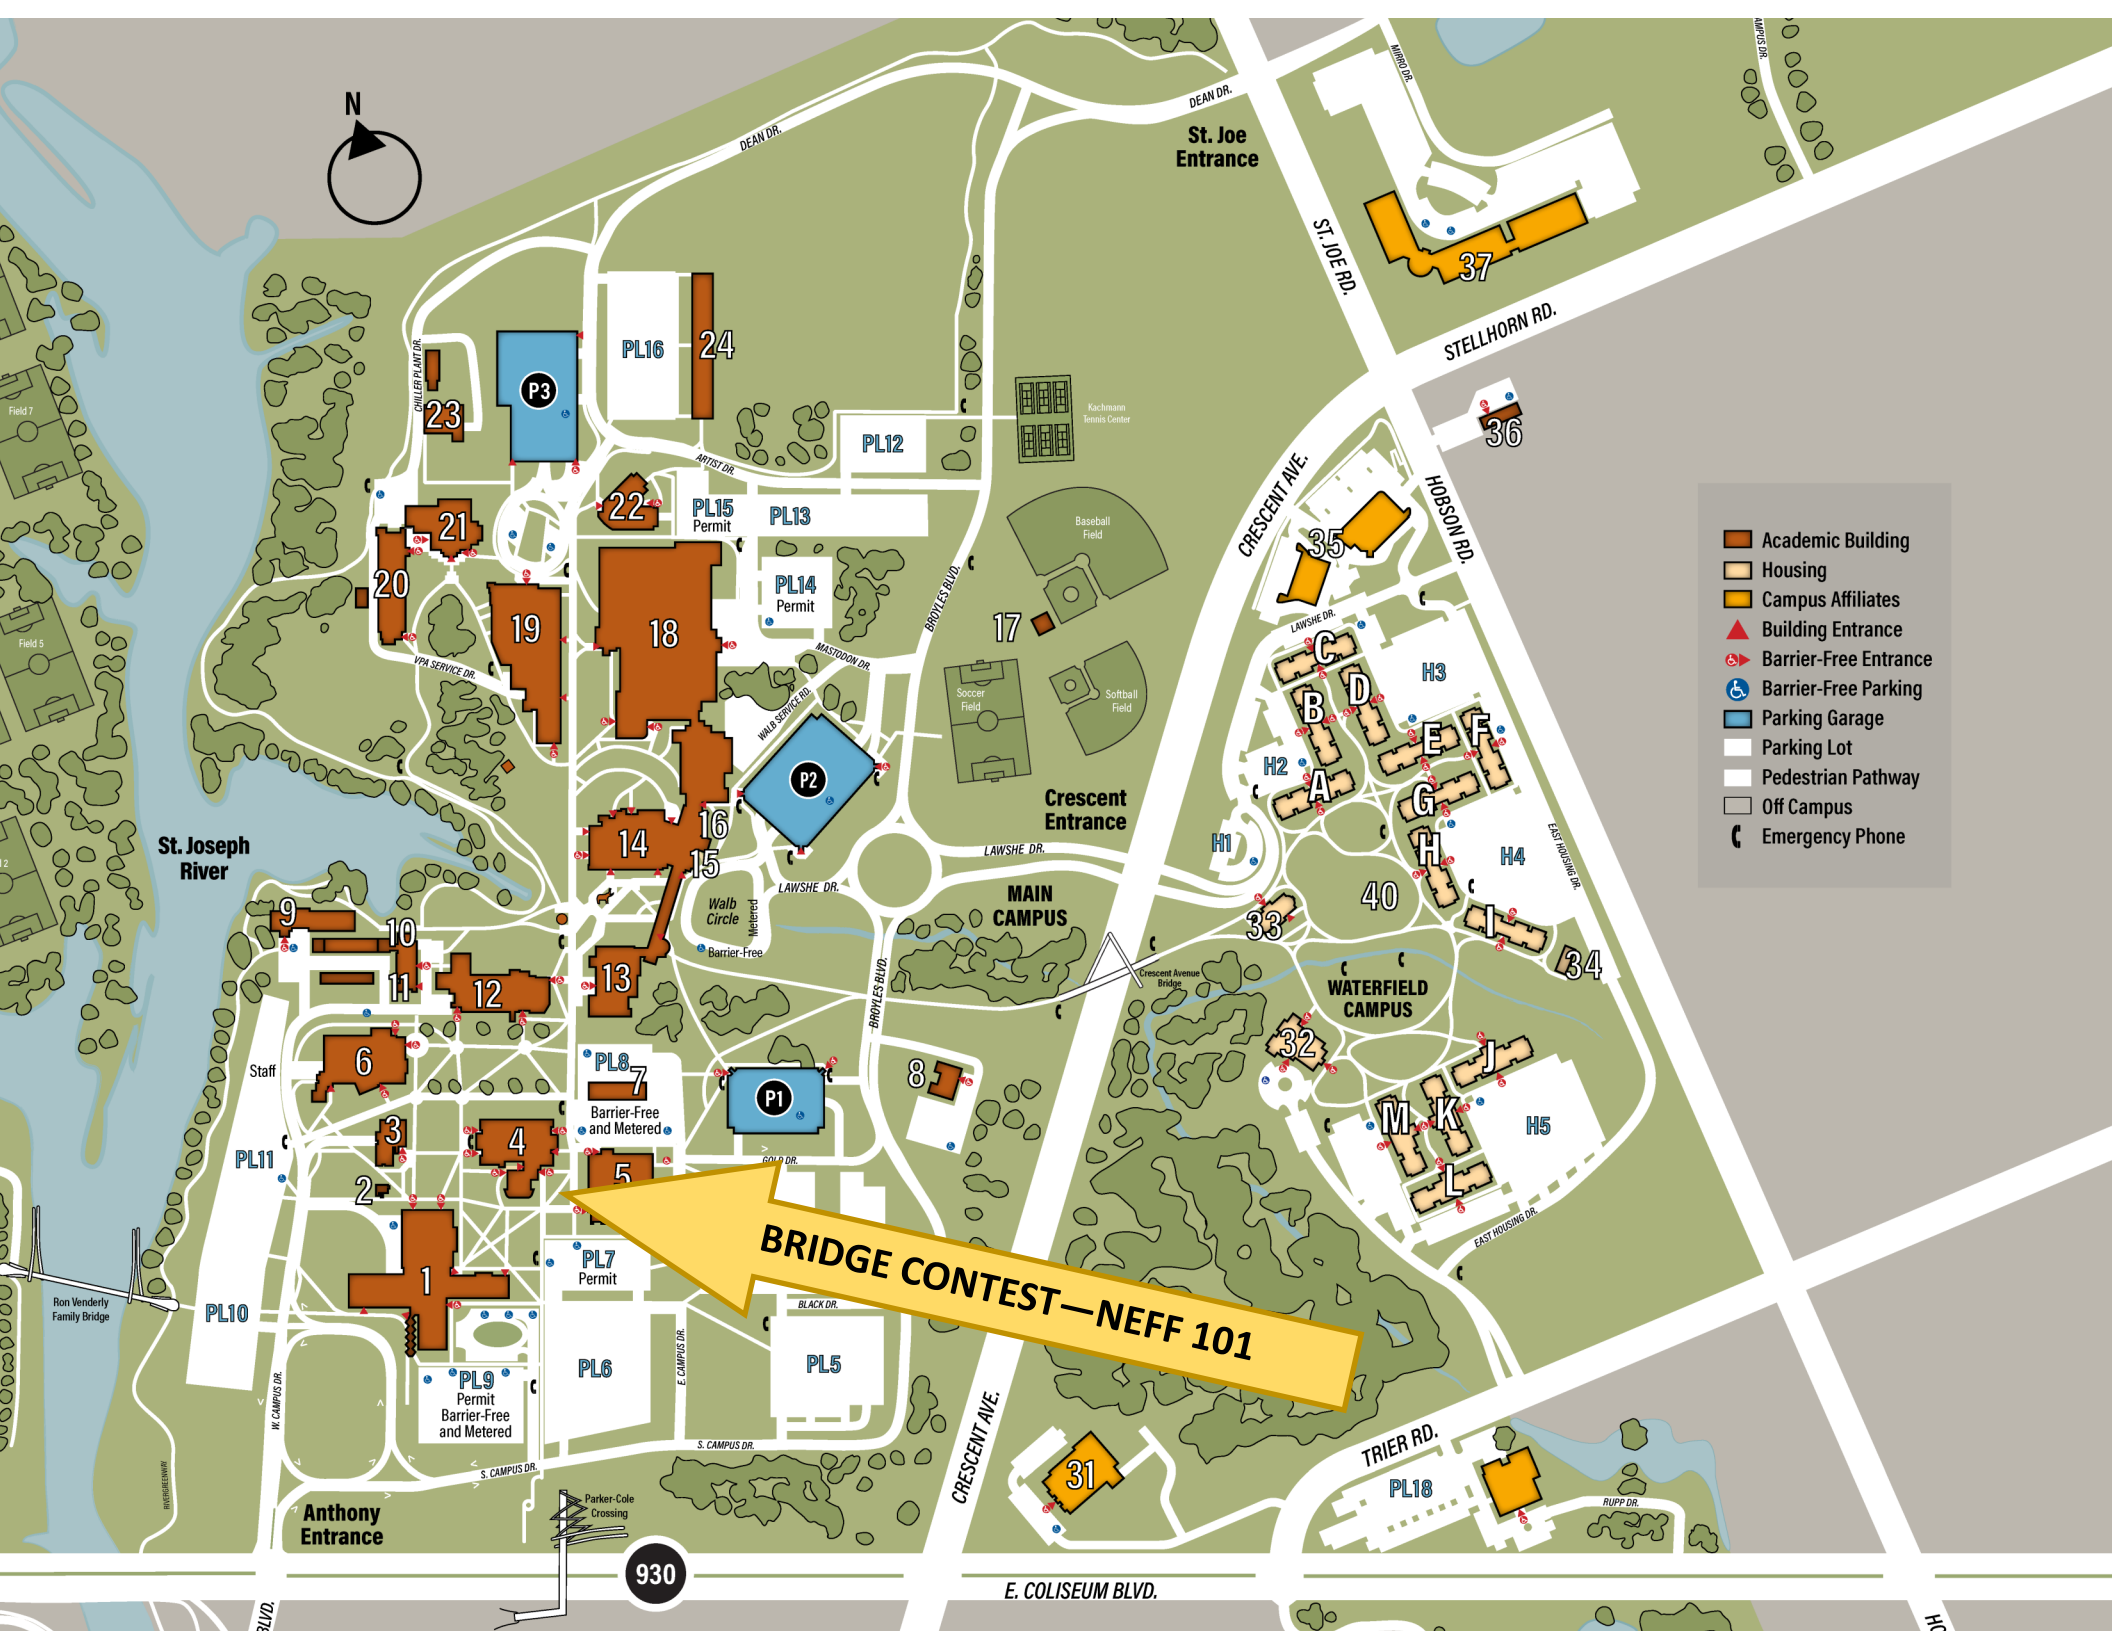 N
MIRRO DR.
AMPUS DR.
DEAN DR.
DEAN DR.
St. Joe
Entrance
ST. JOE RD.
37
STELLHORN RD.
PL16
24
P3
CHILLER PLANT DR.
23
Field 7
Kachmann
Tennis Center
PL12
36
ARTIST DR.
CRESCENT AVE.
HOBSON RD.
22
PL15
Permit
PL13
21
Baseball
Field
35
Academic Building
Housing
Campus Affiliates
Building Entrance
Barrier-Free Entrance
Barrier-Free Parking
Parking Garage
Parking Lot
Pedestrian Pathway
Off Campus
Emergency Phone
20
PL14
Permit
BROYLES BLVD.
19
18
17
LAWSHE DR.
Field 5
C
MASTODON DR.
VPA SERVICE DR.
H3
D
Soccer
Field
Softball
Field
B
WALB SERVICE RD.
E
F
H2
P2
A
G
Crescent
Entrance
16
14
15
H1
LAWSHE DR.
H
H4
EAST HOUSING DR.
St. Joseph
River
2
LAWSHE DR.
MAIN
CAMPUS
40
Walb
Circle
Metered
9
10
33
I
Barrier-Free
34
13
11
12
Crescent Avenue
Bridge
WATERFIELD
CAMPUS
BROYLES BLVD.
32
6
Staff
PL8
7
8
J
P1
Barrier-Free
and Metered
M
K
H5
3
4
PL11
GOLD DR.
5
2
L
EAST HOUSING DR.
PL7
Permit
BRIDGE CONTEST—NEFF 101
1
Ron Venderly
Family Bridge
PL10
BLACK DR.
E. CAMPUS DR.
PL6
PL5
PL9
Permit
Barrier-Free
and Metered
W. CAMPUS DR.
CRESCENT AVE.
S. CAMPUS DR.
S. CAMPUS DR.
TRIER RD.
31
PL18
RIVERGREENWAY
RUPP DR.
Anthony
Entrance
Parker-Cole
Crossing
930
E. COLISEUM BLVD.
BLVD.
HO